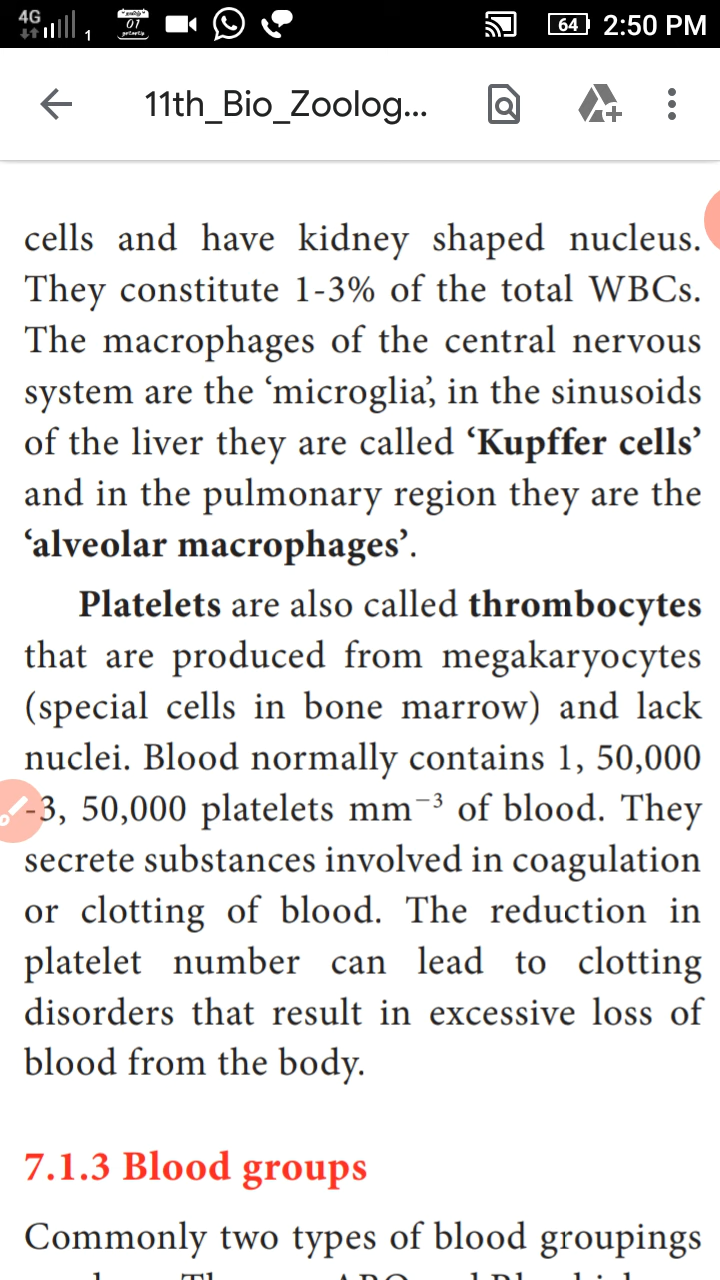 4G 1 07 64 2:50 PM
11th_Bio_Zoolog...
cells and have kidney shaped nucleus.
They constitute 1-3% of the total WBCs.
The macrophages of the central nervous
system are the ‘microglia’, in the sinusoids
of the liver they are called ‘Kupffer cells’
and in the pulmonary region they are the
‘alveolar macrophages’.
Platelets are also called thrombocytes
that are produced from megakaryocytes
(special cells in bone marrow) and lack
nuclei. Blood normally contains 1, 50,000
-3, 50,000 platelets mm⁻³ of blood. They
secrete substances involved in coagulation
or clotting of blood. The reduction in
platelet number can lead to clotting
disorders that result in excessive loss of
blood from the body.
7.1.3 Blood groups
Commonly two types of blood groupings